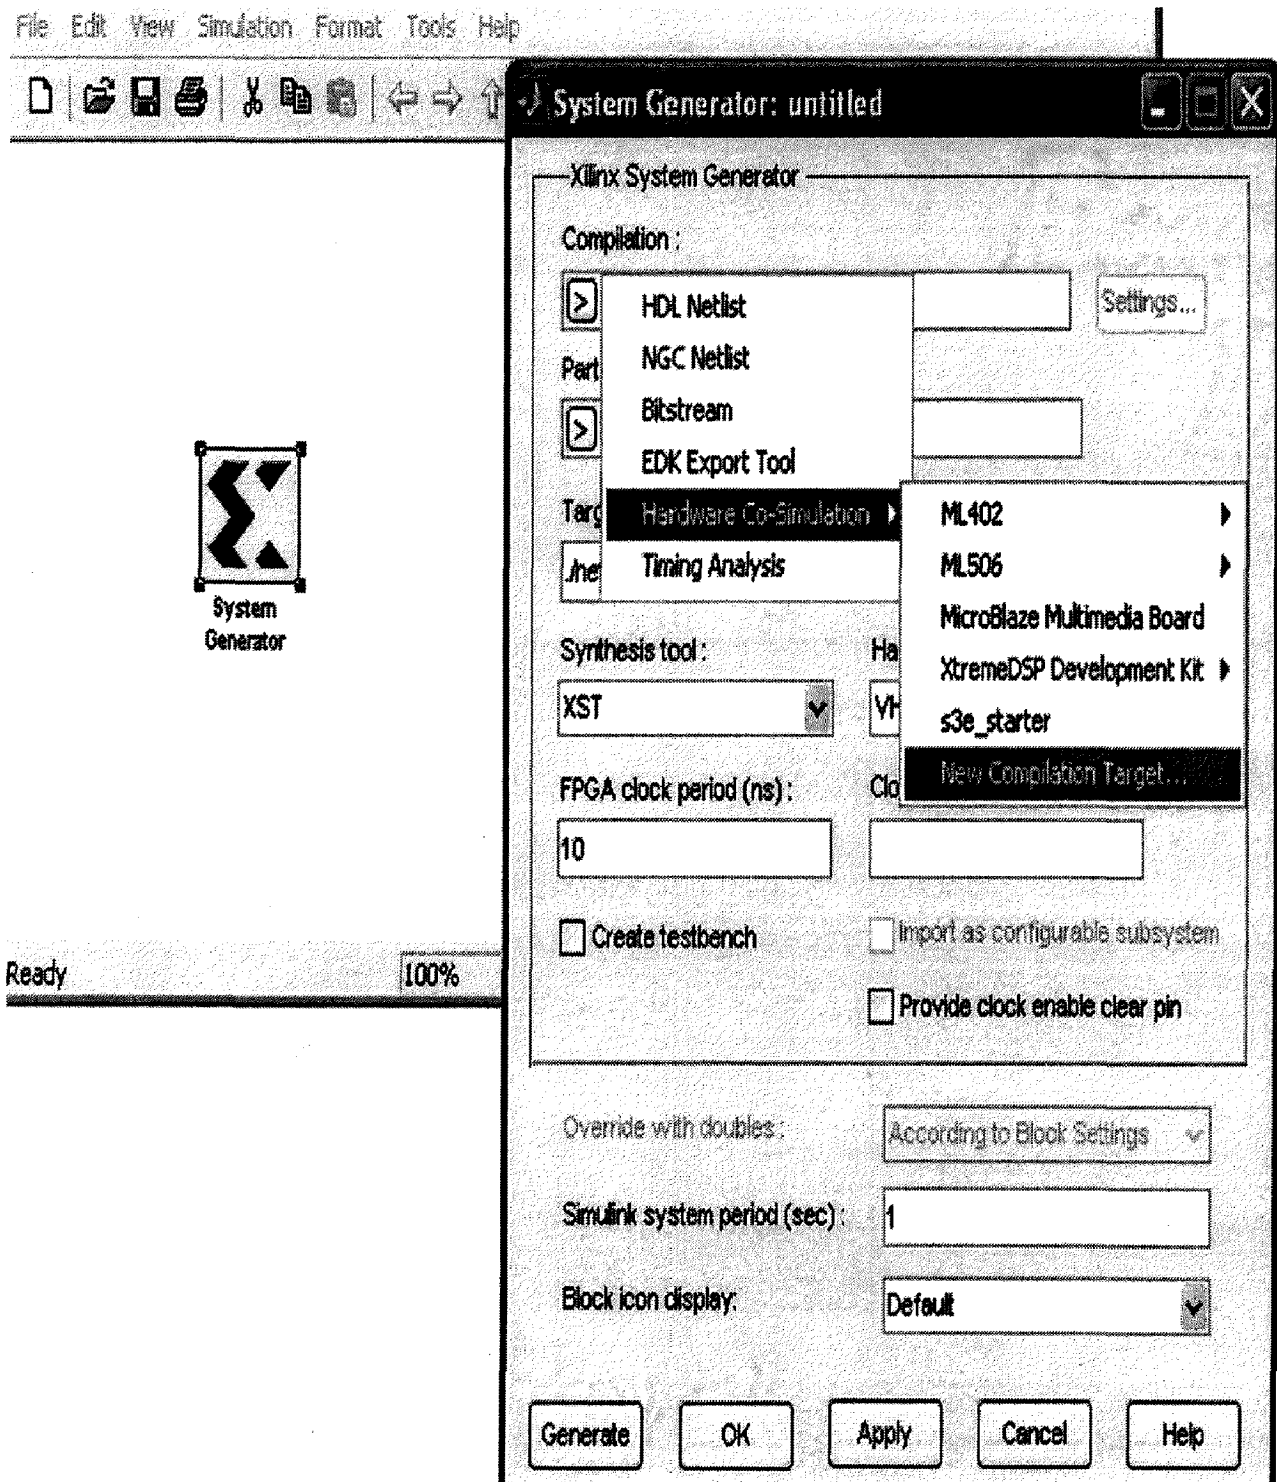 File Edit View Simulation Format Tools Help
System Generator: untitled
Xilinx System Generator
Compilation :
HDL Netlist
Settings...
NGC Netlist
Part
Bitstream
EDK Export Tool
Targ
Hardware Co-Simulation
ML402
./ne
Timing Analysis
ML506
System
Generator
MicroBlaze Multimedia Board
Synthesis tool :
Ha
XtremeDSP Development Kit
XST
VH
s3e_starter
New Compilation Target...
FPGA clock period (ns) :
Clo
10
Create testbench
Import as configurable subsystem
Ready
100%
Provide clock enable clear pin
Override with doubles :
According to Block Settings
Simulink system period (sec) :
1
Block icon display:
Default
Generate
OK
Apply
Cancel
Help